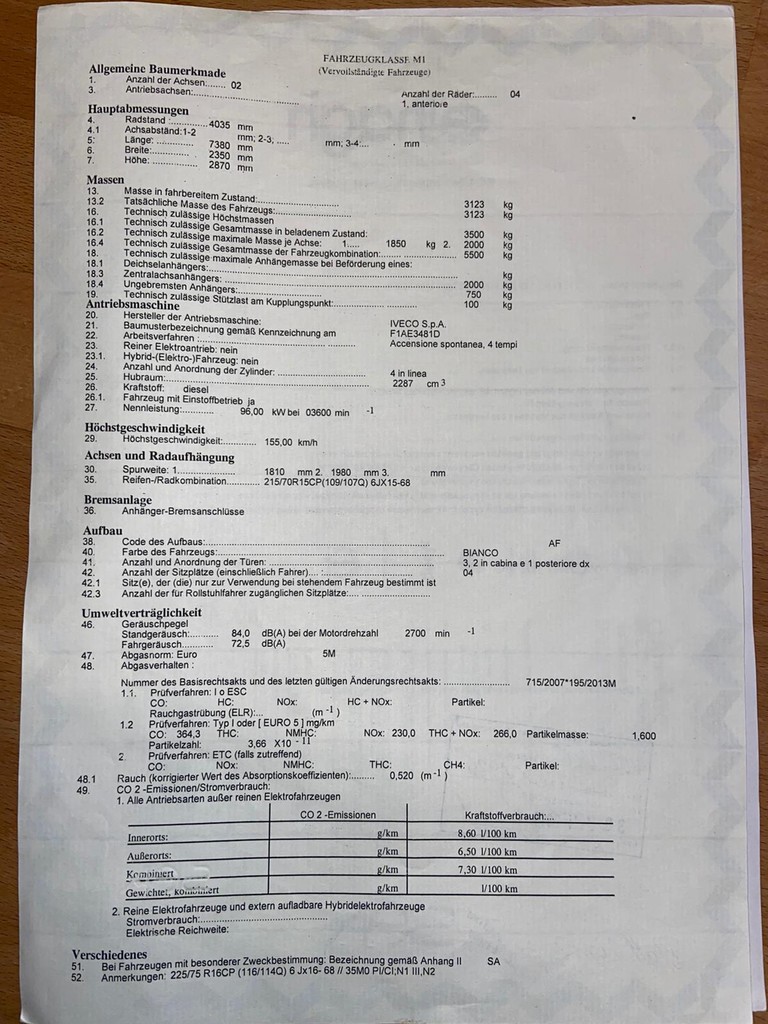 FAHRZEUGKLASSE M1
(Vervollständigte Fahrzeuge)
Allgemeine Baumerkmade
1. Anzahl der Achsen:...... 02 Anzahl der Räder:........ 04
3. Antriebsachsen:............................ 1, anteriore
Hauptabmessungen
4. Radstand ............ 4035 mm
4.1 Achsabständ:1-2 mm; 2-3; ..... mm; 3-4:... . mm
5: Länge: ............ 7380 mm
6. Breite:............ 2350 mm
7. Höhe: .............. 2870 mm
Massen
13. Masse in fahrbereitem Zustand:.................... 3123 kg
13.2 Tatsächliche Masse des Fahrzeugs:.................... 3123 kg
16. Technisch zulässige Höchstmassen
16.1 Technisch zulässige Gesamtmasse in beladenem Zustand: 3500 kg
16.2 Technisch zulässige maximale Masse je Achse: 1..... 1850 kg 2. 2000 kg
16.4 Technisch zulässige Gesamtmasse der Fahrzeugkombination:...... .................. 5500 kg
18. Technisch zulässige maximale Anhängemasse bei Beförderung eines:
18.1 Deichselanhängers:.................... kg
18.3 Zentralachsanhängers: .................... 2000 kg
18.4 Ungebremsten Anhängers:.................... 750 kg
19. Technisch zulässige Stützlast am Kupplungspunkt:.................... 100 kg
Antriebsmaschine
20. Hersteller der Antriebsmaschine: IVECO S.p.A.
21. Baumusterbezeichnung gemäß Kennzeichnung am F1AE3481D
22. Arbeitsverfahren :.................... Accensione spontanea, 4 tempi
23. Reiner Elektroantrieb: nein
23.1. Hybrid-(Elektro-)Fahrzeug: nein
24. Anzahl und Anordnung der Zylinder: .................... 4 in linea
25. Hubraum:.................... 2287 cm 3
26. Kraftstoff: diesel
26.1. Fahrzeug mit Einstoffbetrieb ja
27. Nennleistung:.......... 96,00 kW bei 03600 min -1
Höchstgeschwindigkeit
29. Höchstgeschwindigkeit:........... 155,00 km/h
Achsen und Radaufhängung
30. Spurweite: 1.................... 1810 mm 2. 1980 mm 3. mm
35. Reifen-/Radkombination........... 215/70R15CP(109/107Q) 6JX15-68
Bremsanlage
36. Anhänger-Bremsanschlüsse
Aufbau
38. Code des Aufbaus:.................... AF
40. Farbe des Fahrzeugs:.................... BIANCO
41. Anzahl und Anordnung der Türen: .................... 3, 2 in cabina e 1 posteriore dx
42. Anzahl der Sitzplätze (einschließlich Fahrer).... :.................... 04
42.1 Sitz(e), der (die) nur zur Verwendung bei stehendem Fahrzeug bestimmt ist
42.3 Anzahl der für Rollstuhlfahrer zugänglichen Sitzplätze:.... ....................
Umweltverträglichkeit
46. Geräuschpegel
Standgeräusch:......... 84,0 dB(A) bei der Motordrehzahl 2700 min -1
Fahrgeräusch........... 72,5 dB(A)
47. Abgasnorm: Euro 5M
48. Abgasverhalten :
Nummer des Basisrechtsakts und des letzten gültigen Änderungsrechtsakts: .................... 715/2007*195/2013M
1.1. Prüfverfahren: I o ESC
CO: HC: NOx: HC + NOx: Partikel:
Rauchgastrübung (ELR):... (m -1 )
1.2 Prüfverfahren: Typ I oder [ EURO 5 ] mg/km
CO: 364,3 THC: NMHC: NOx: 230,0 THC + NOx: 266,0 Partikelmasse: 1,600
Partikelzahl: 3,66 X10 - 11
2. Prüfverfahren: ETC (falls zutreffend)
CO: NOx: NMHC: THC: CH4: Partikel:
48.1 Rauch (korrigierter Wert des Absorptionskoeffizienten):......... 0,520 (m -1 )
49. CO 2 -Emissionen/Stromverbrauch:
1. Alle Antriebsarten außer reinen Elektrofahrzeugen
CO 2 -Emissionen Kraftstoffverbrauch:...
Innerorts: g/km 8,60 l/100 km
Außerorts: g/km 6,50 l/100 km
Kombiniert g/km 7,30 l/100 km
Gewichtet, kombiniert g/km l/100 km
2. Reine Elektrofahrzeuge und extern aufladbare Hybridelektrofahrzeuge
Stromverbrauch:....................
Elektrische Reichweite:
Verschiedenes
51. Bei Fahrzeugen mit besonderer Zweckbestimmung: Bezeichnung gemäß Anhang II SA
52. Anmerkungen: 225/75 R16CP (116/114Q) 6 Jx16- 68 // 35M0 PI/CI;N1 III,N2